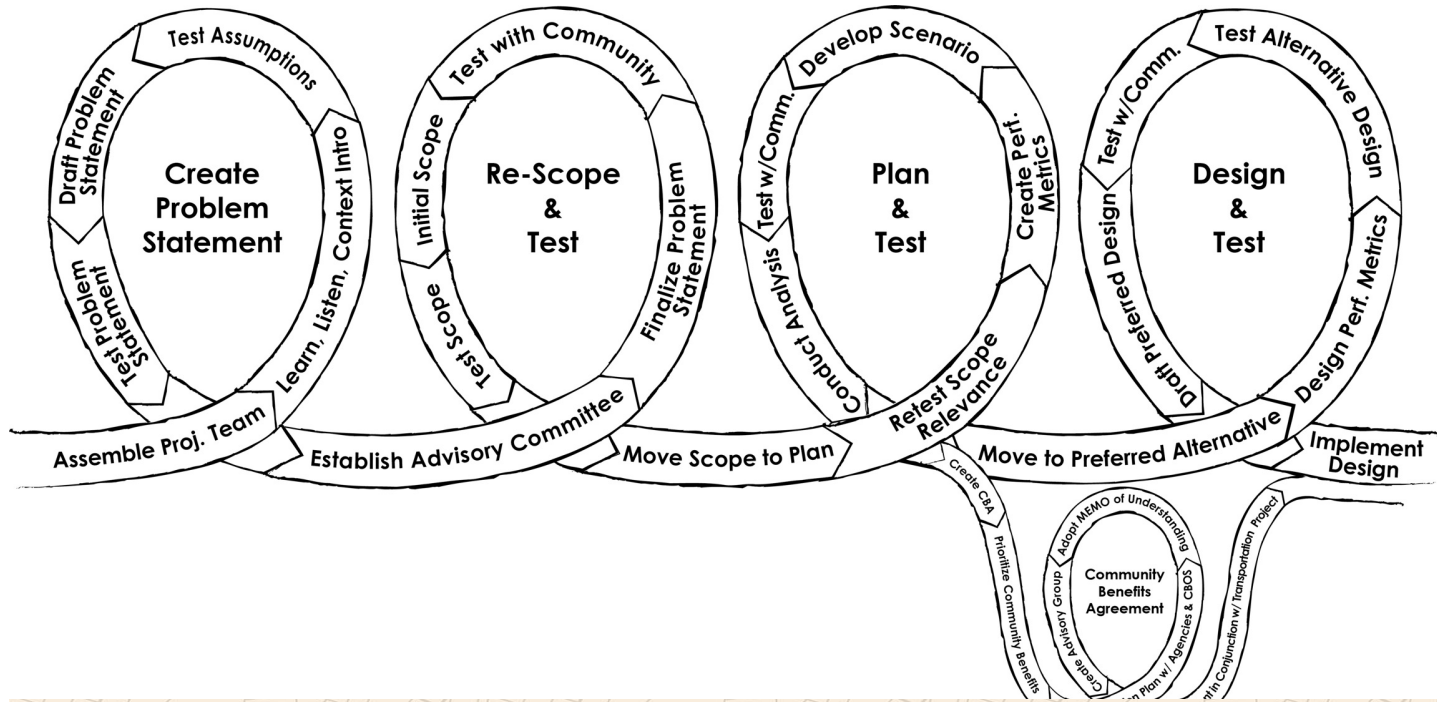 Assemble Proj. Team
Learn, Listen, Context Intro
Test Assumptions
Draft Problem
Statement
Test Problem
Statement
Create
Problem
Statement
Establish Advisory Committee
Finalize Problem
Statement
Test with Community
Initial Scope
Test Scope
Re-Scope
&
Test
Move Scope to Plan
Retest Scope
Relevance
Create Perf.
Metrics
Develop Scenario
Test w/Comm.
Conduct Analysis
Plan
&
Test
Move to Preferred Alternative
Design Perf. Metrics
Test Alternative Design
Test w/Comm.
Draft Preferred Design
Design
&
Test
Implement
Design
Create CBA
Prioritize Community Benefits
Plan w/ Agencies & CBOS
Adopt MEMO of Understanding
Create Advisory Group
Community
Benefits
Agreement
in Conjunction w/ Transportation Project